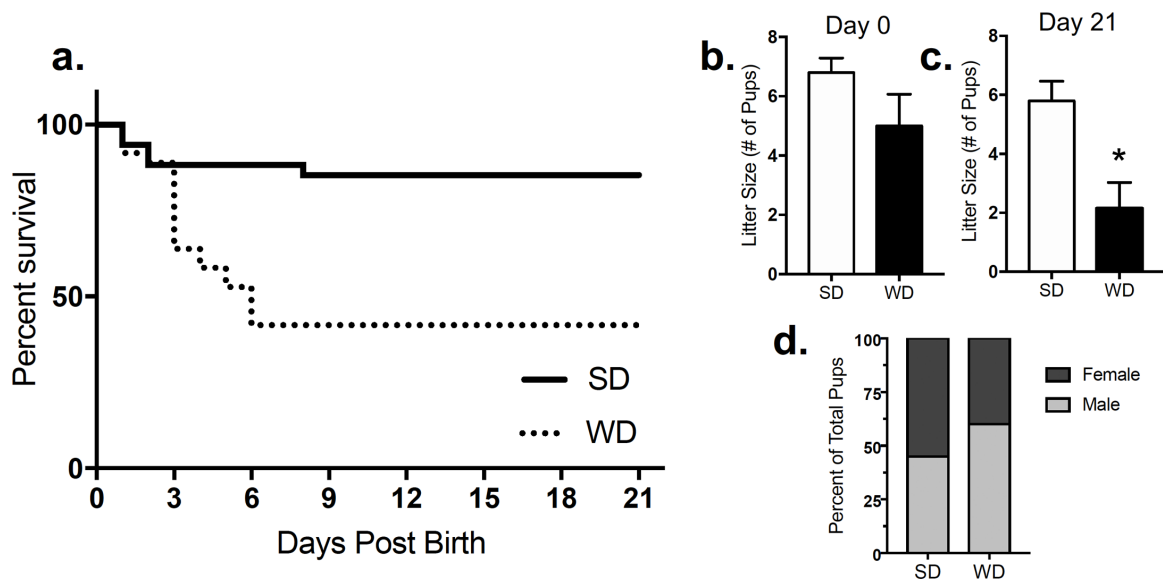 a.
Percent survival
100
50
0
0 3 6 9 12 15 18 21
Days Post Birth
SD
WD
b.
Day 0
Litter Size (# of Pups)
8
6
4
2
0
SD WD
c.
Day 21
Litter Size (# of Pups)
8
6
4
2
0
*
SD WD
d.
Percent of Total Pups
100
75
50
25
0
SD WD
Female
Male